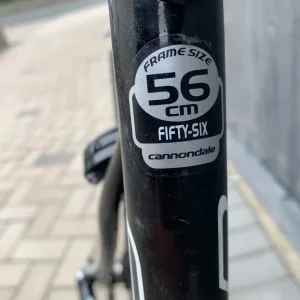 FRAME SIZE
56
cm
FIFTY-SIX
cannondale